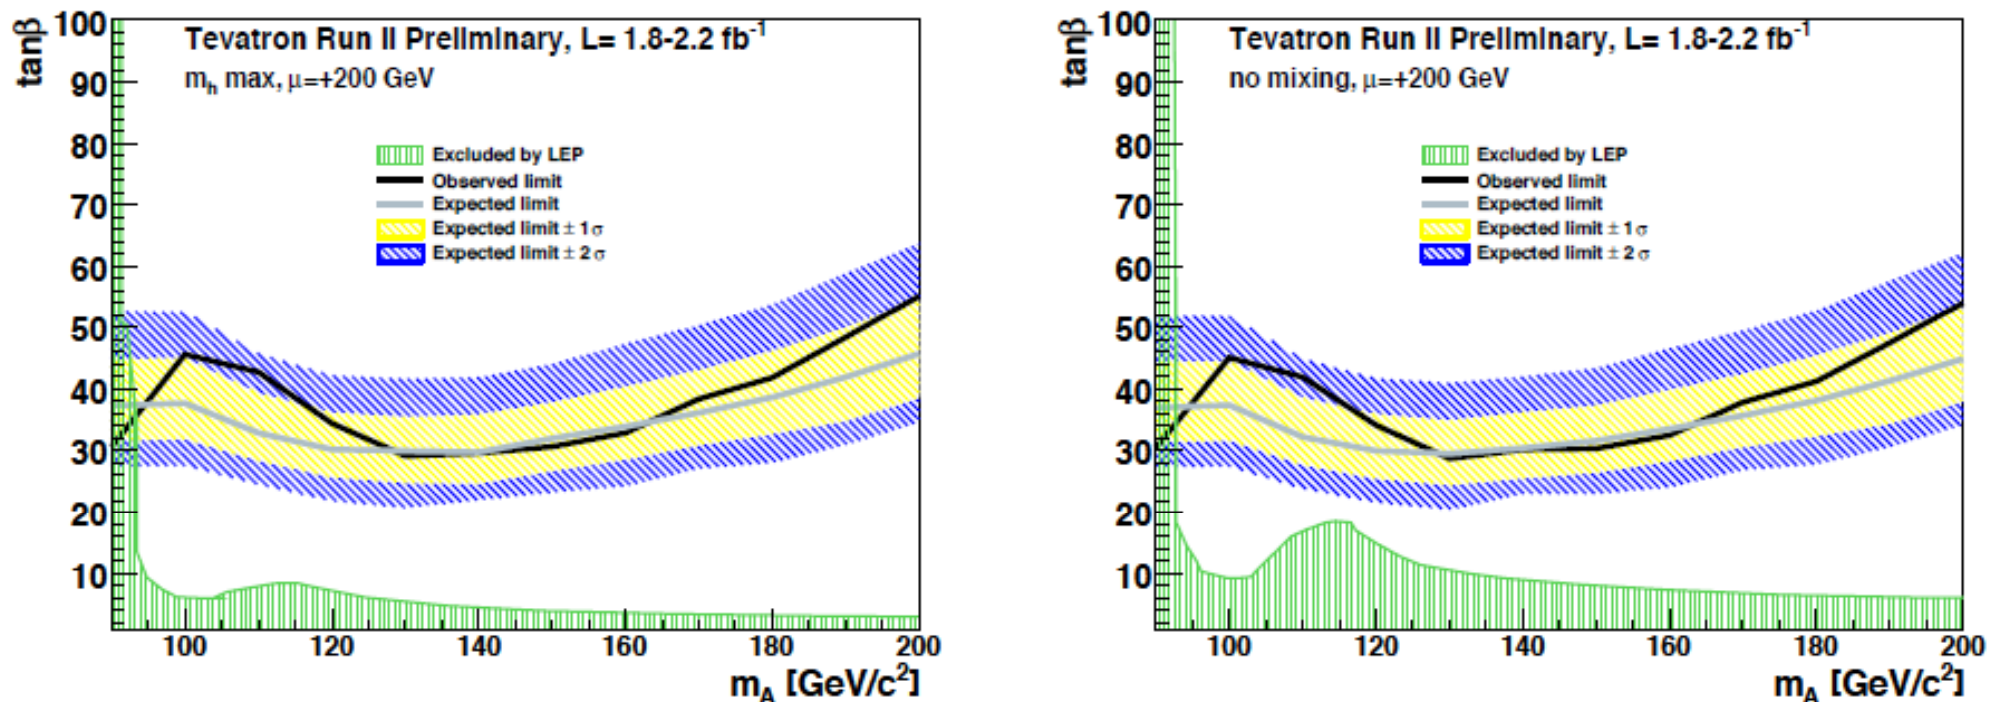 tanβ
100
90
80
70
60
50
40
30
20
10
Tevatron Run II Preliminary, L= 1.8-2.2 fb⁻¹
m_h max, μ=+200 GeV
Excluded by LEP
Observed limit
Expected limit
Expected limit ± 1 σ
Expected limit ± 2 σ
100 120 140 160 180 200
m_A [GeV/c²]
tanβ
100
90
80
70
60
50
40
30
20
10
Tevatron Run II Preliminary, L= 1.8-2.2 fb⁻¹
no mixing, μ=+200 GeV
Excluded by LEP
Observed limit
Expected limit
Expected limit ± 1 σ
Expected limit ± 2 σ
100 120 140 160 180 200
m_A [GeV/c²]